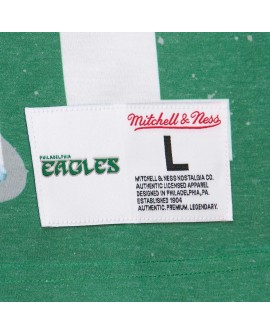 PHILADELPHIA
EAGLES
Mitchell & Ness
L
MITCHELL & NESS NOSTALGIA CO.
AUTHENTIC LICENSED APPAREL
DESIGNED IN PHILADELPHIA, PA.
ESTABLISHED 1904
AUTHENTIC. PREMIUM. LEGENDARY.